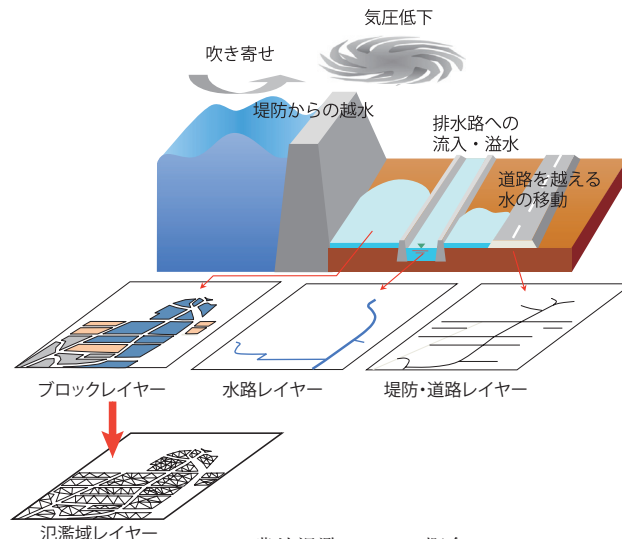 気圧低下
吹き寄せ
堤防からの越水
排水路への
流入・溢水
道路を越える
水の移動
ブロックレイヤー
水路レイヤー
堤防・道路レイヤー
氾濫域レイヤー